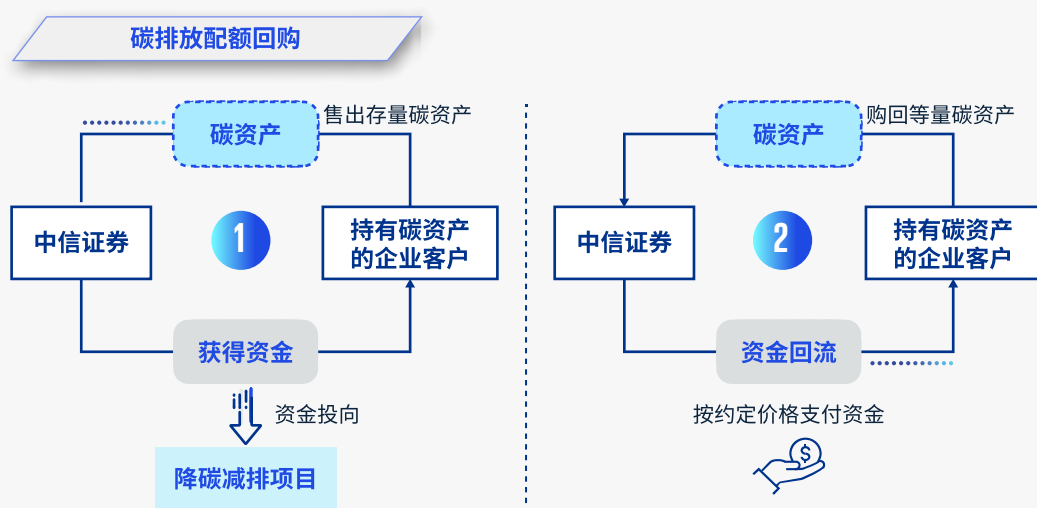 碳排放配额回购
碳资产
售出存量碳资产
中信证券
1
持有碳资产
的企业客户
获得资金
资金投向
降碳减排项目
碳资产
购回等量碳资产
中信证券
2
持有碳资产
的企业客户
资金回流
按约定价格支付资金
$